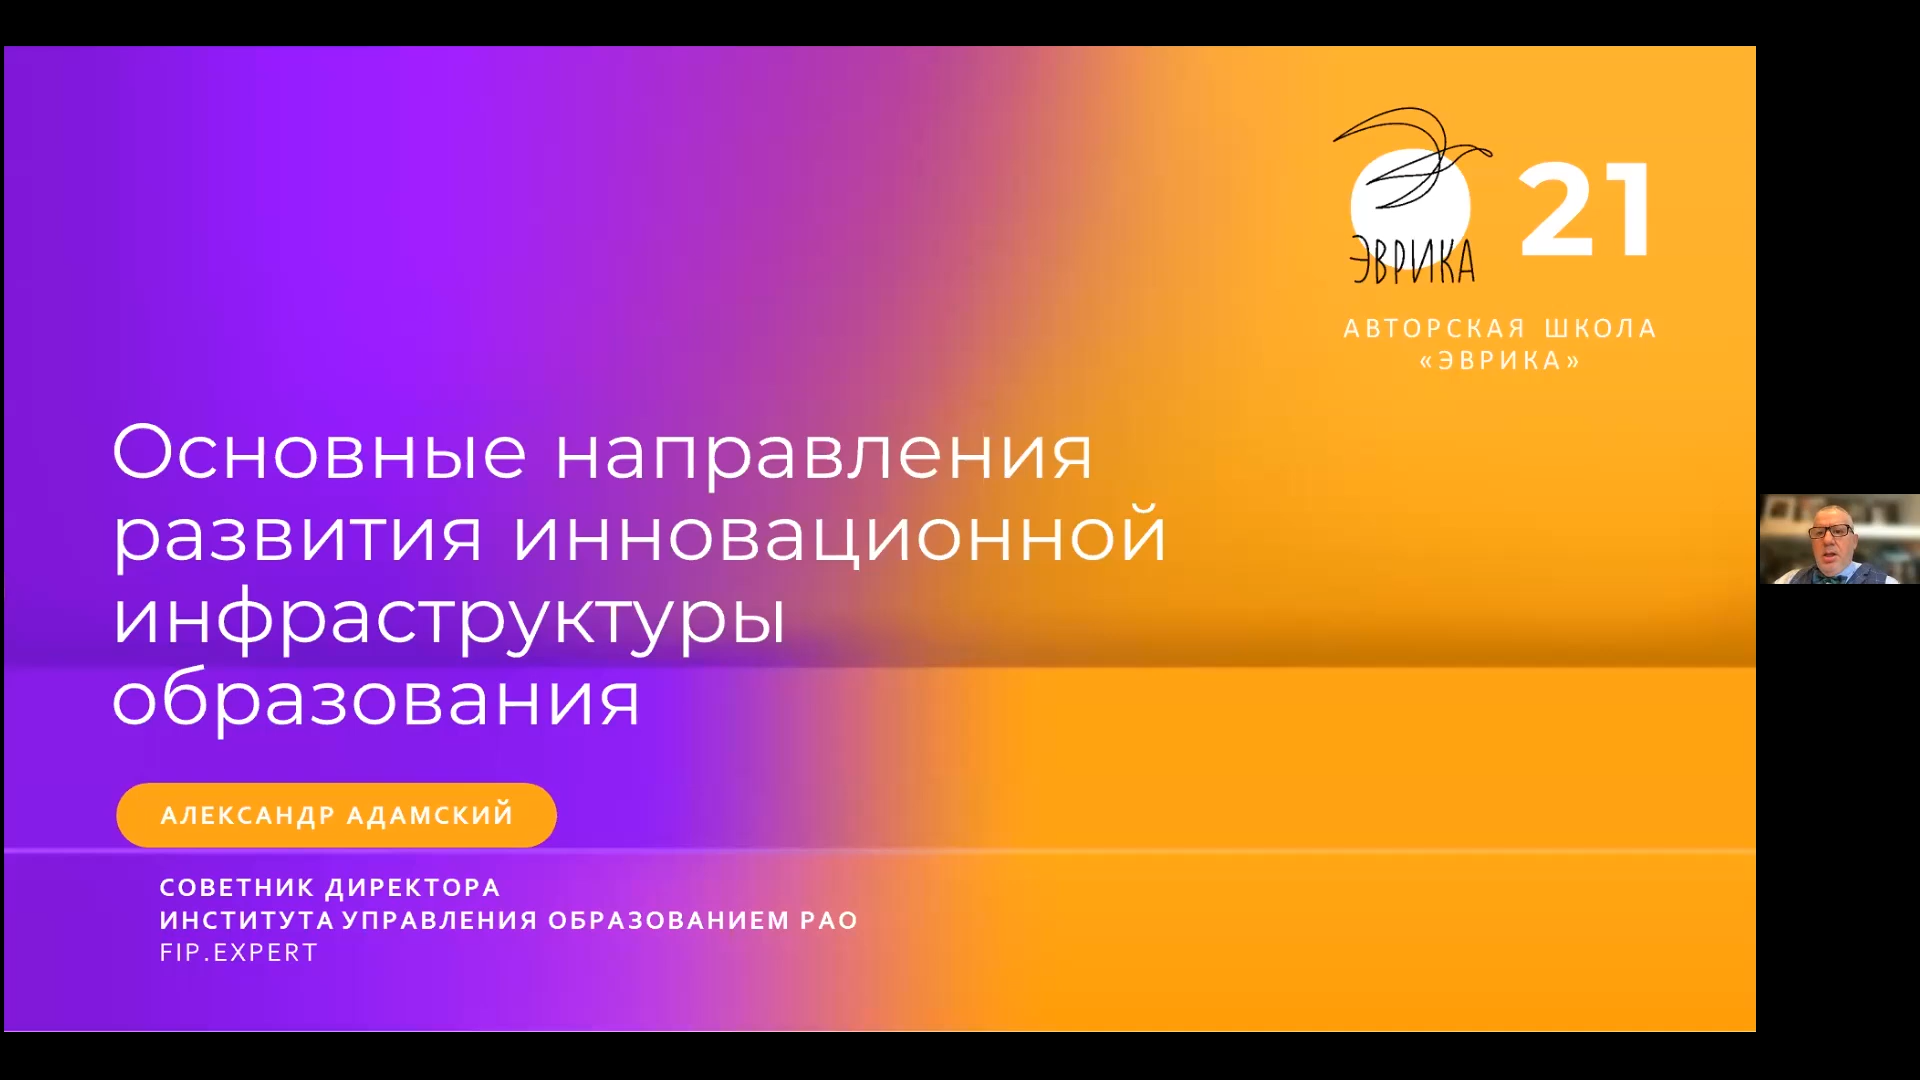 ЭВРИКА
21
АВТОРСКАЯ ШКОЛА
«ЭВРИКА»
Основные направления
развития инновационной
инфраструктуры
образования
АЛЕКСАНДР АДАМСКИЙ
СОВЕТНИК ДИРЕКТОРА
ИНСТИТУТА УПРАВЛЕНИЯ ОБРАЗОВАНИЕМ РАО
FIP.EXPERT